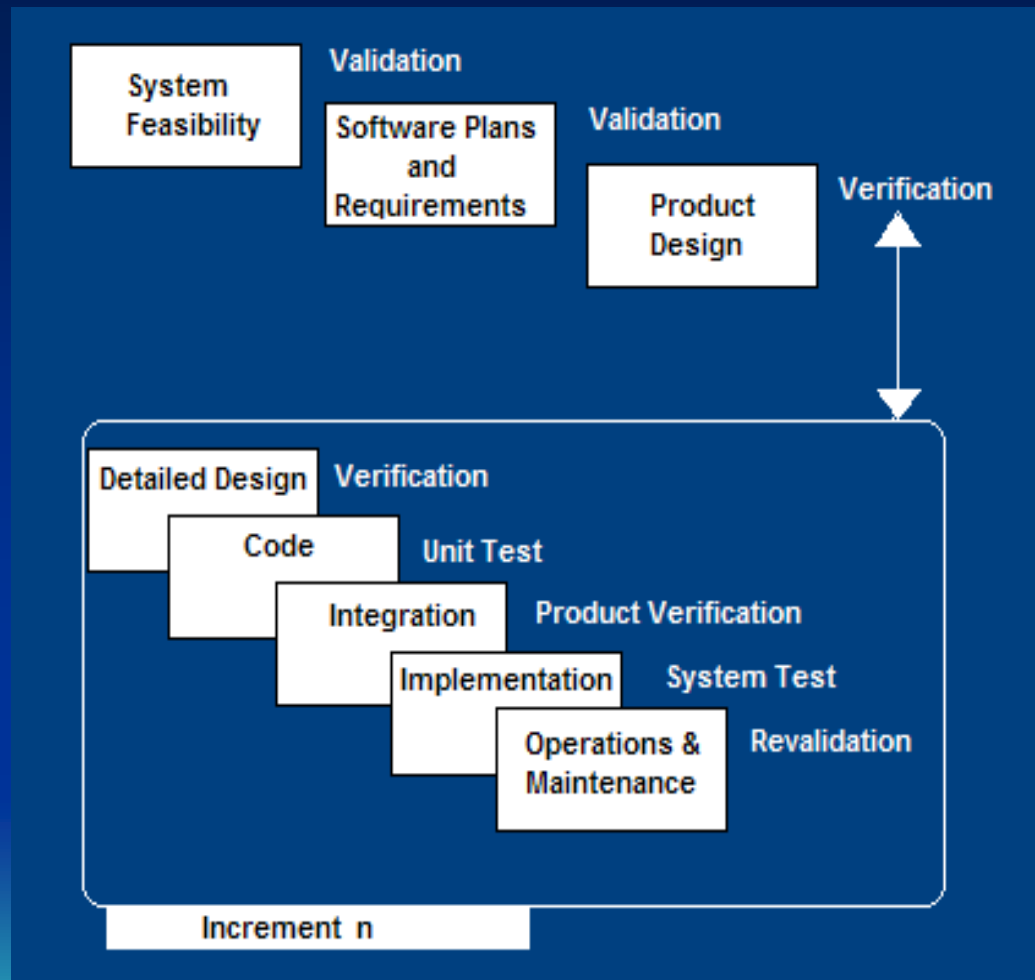 System
Feasibility
Validation
Software Plans
and
Requirements
Validation
Product
Design
Verification
Detailed Design
Verification
Code
Unit Test
Integration
Product Verification
Implementation
System Test
Operations &
Maintenance
Revalidation
Increment n